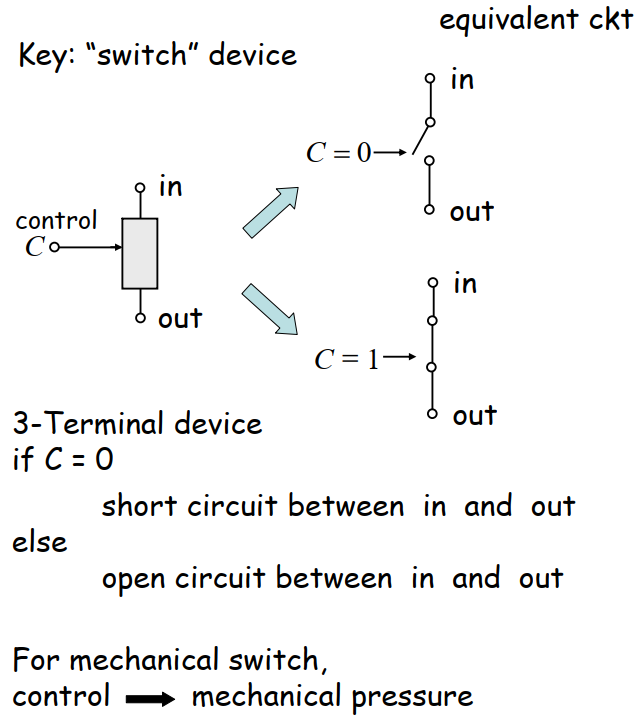 equivalent ckt
Key: “switch” device
in
C = 0
out
in
control
C
out
in
C = 1
out
3-Terminal device
if C = 0
short circuit between in and out
else
open circuit between in and out
For mechanical switch,
control mechanical pressure